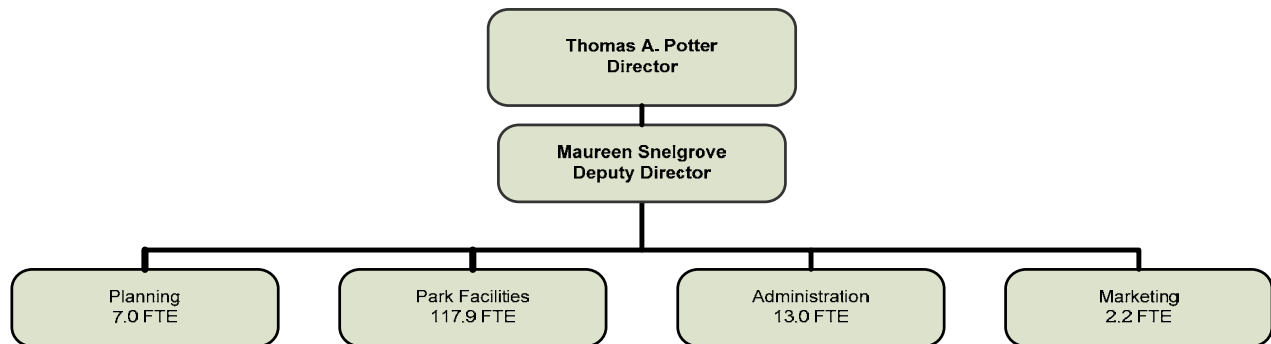 Thomas A. Potter
Director
Maureen Snelgrove
Deputy Director
Planning
7.0 FTE
Park Facilities
117.9 FTE
Administration
13.0 FTE
Marketing
2.2 FTE